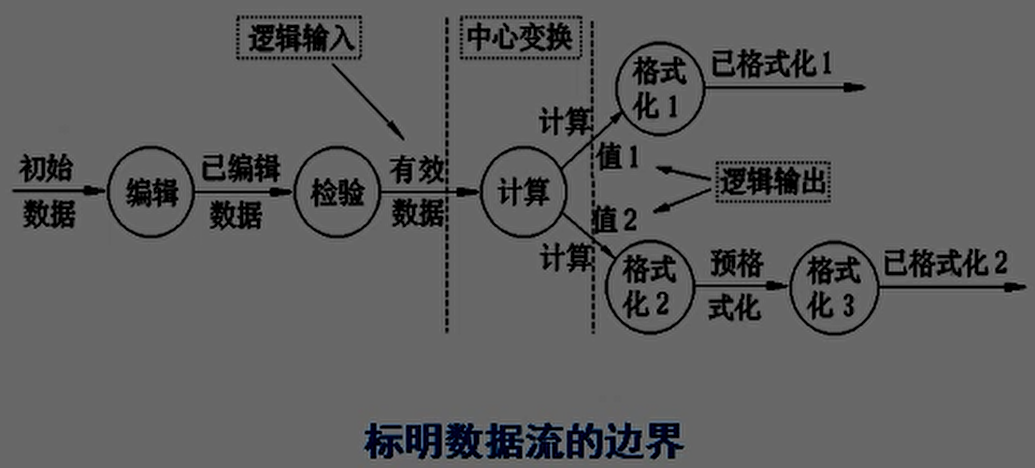 逻辑输入
中心变换
格式
化1
已格式化1
计算
值1
初始
数据
编辑
已编辑
数据
检验
有效
数据
计算
逻辑输出
值2
计算
格式
化2
预格
式化
格式
化3
已格式化2
标明数据流的边界